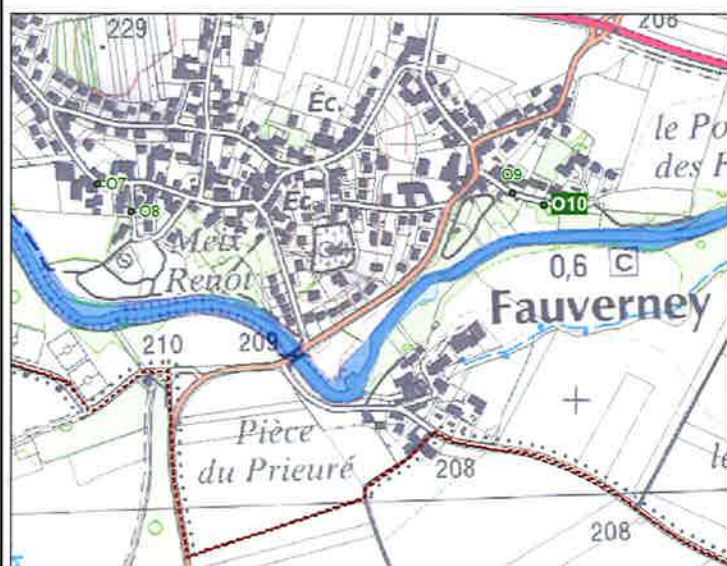 229
208
Éc.
le Po
des F
O7
O9
O8
O10
Éc.
Meix
Renot
0,6 C
Fauverney
210
209
Pièce
du Prieuré
208
le
208